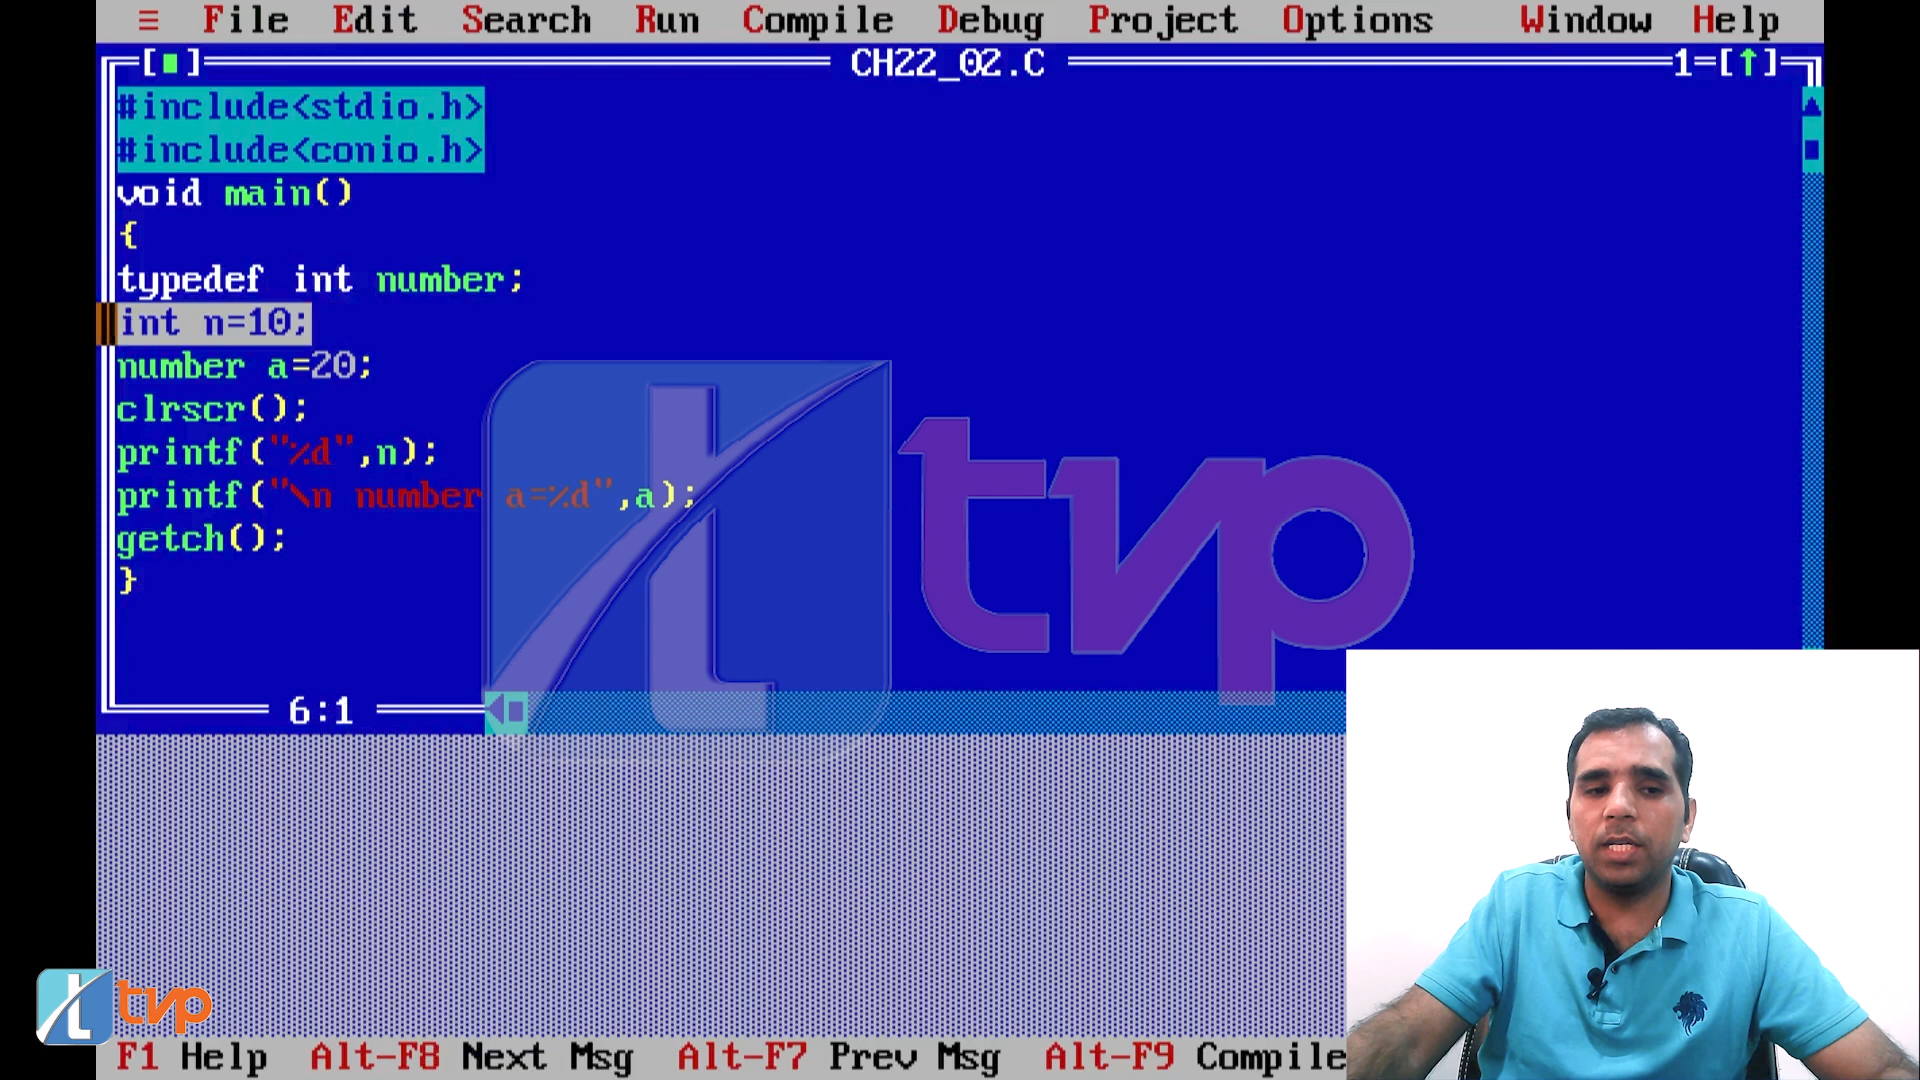 ≡ File Edit Search Run Compile Debug Project Options Window Help
[■] CH22_02.C 1=[↑]
#include<stdio.h>
#include<conio.h>
void main()
{
typedef int number;
int n=10;
number a=20;
clrscr();
printf("%d",n);
printf("\n number a=%d",a);
getch();
}
tvp
6:1
tvp
F1 Help Alt-F8 Next Msg Alt-F7 Prev Msg Alt-F9 Compile